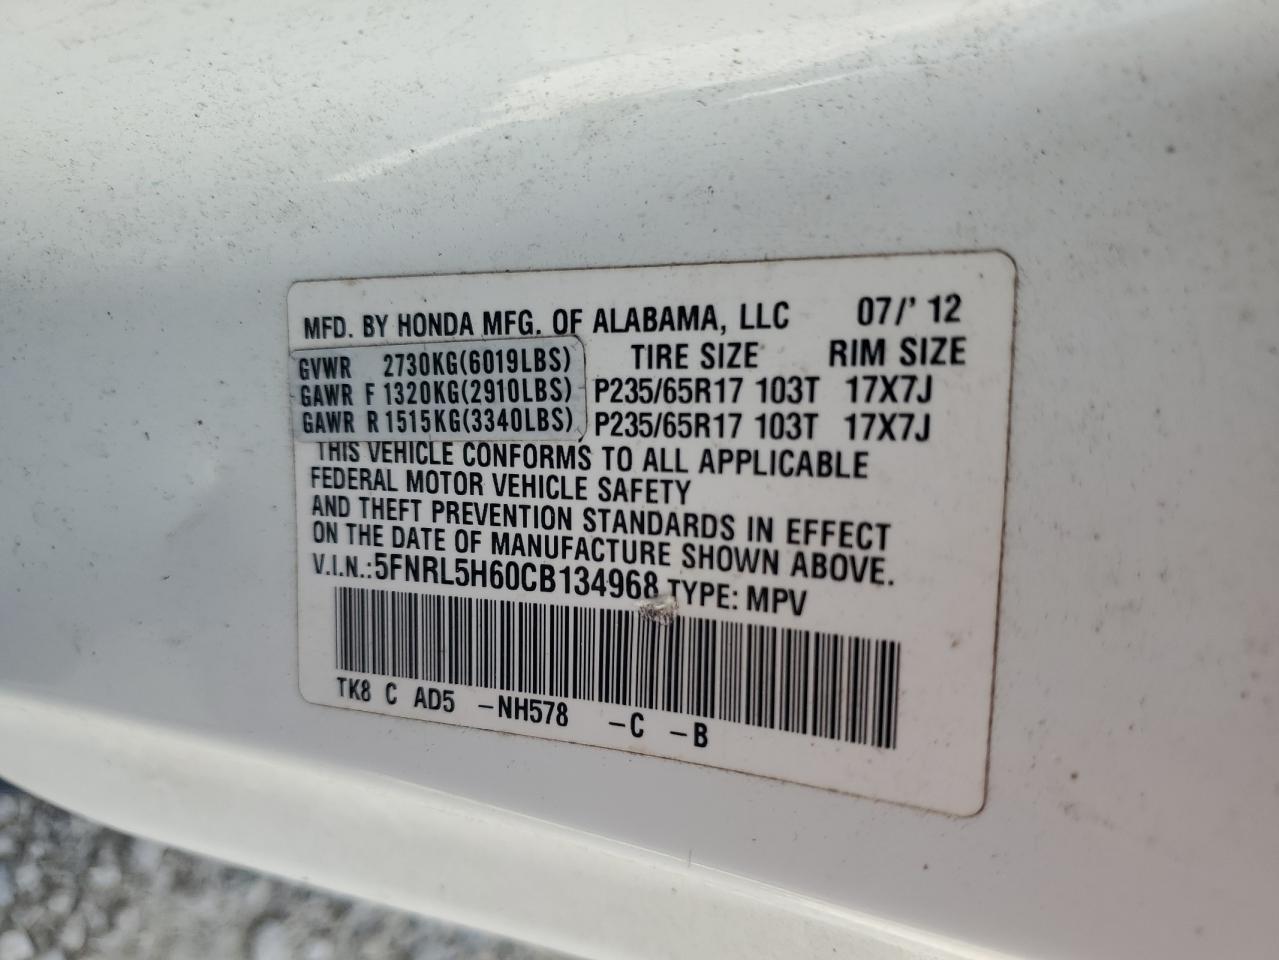 MFD. BY HONDA MFG. OF ALABAMA, LLC 07/' 12
GVWR 2730KG(6019LBS) TIRE SIZE RIM SIZE
GAWR F 1320KG(2910LBS) P235/65R17 103T 17X7J
GAWR R 1515KG(3340LBS) P235/65R17 103T 17X7J
THIS VEHICLE CONFORMS TO ALL APPLICABLE
FEDERAL MOTOR VEHICLE SAFETY
AND THEFT PREVENTION STANDARDS IN EFFECT
ON THE DATE OF MANUFACTURE SHOWN ABOVE.
V.I.N.:5FNRL5H60CB134968 TYPE: MPV
TK8 C AD5 -NH578 -C -B